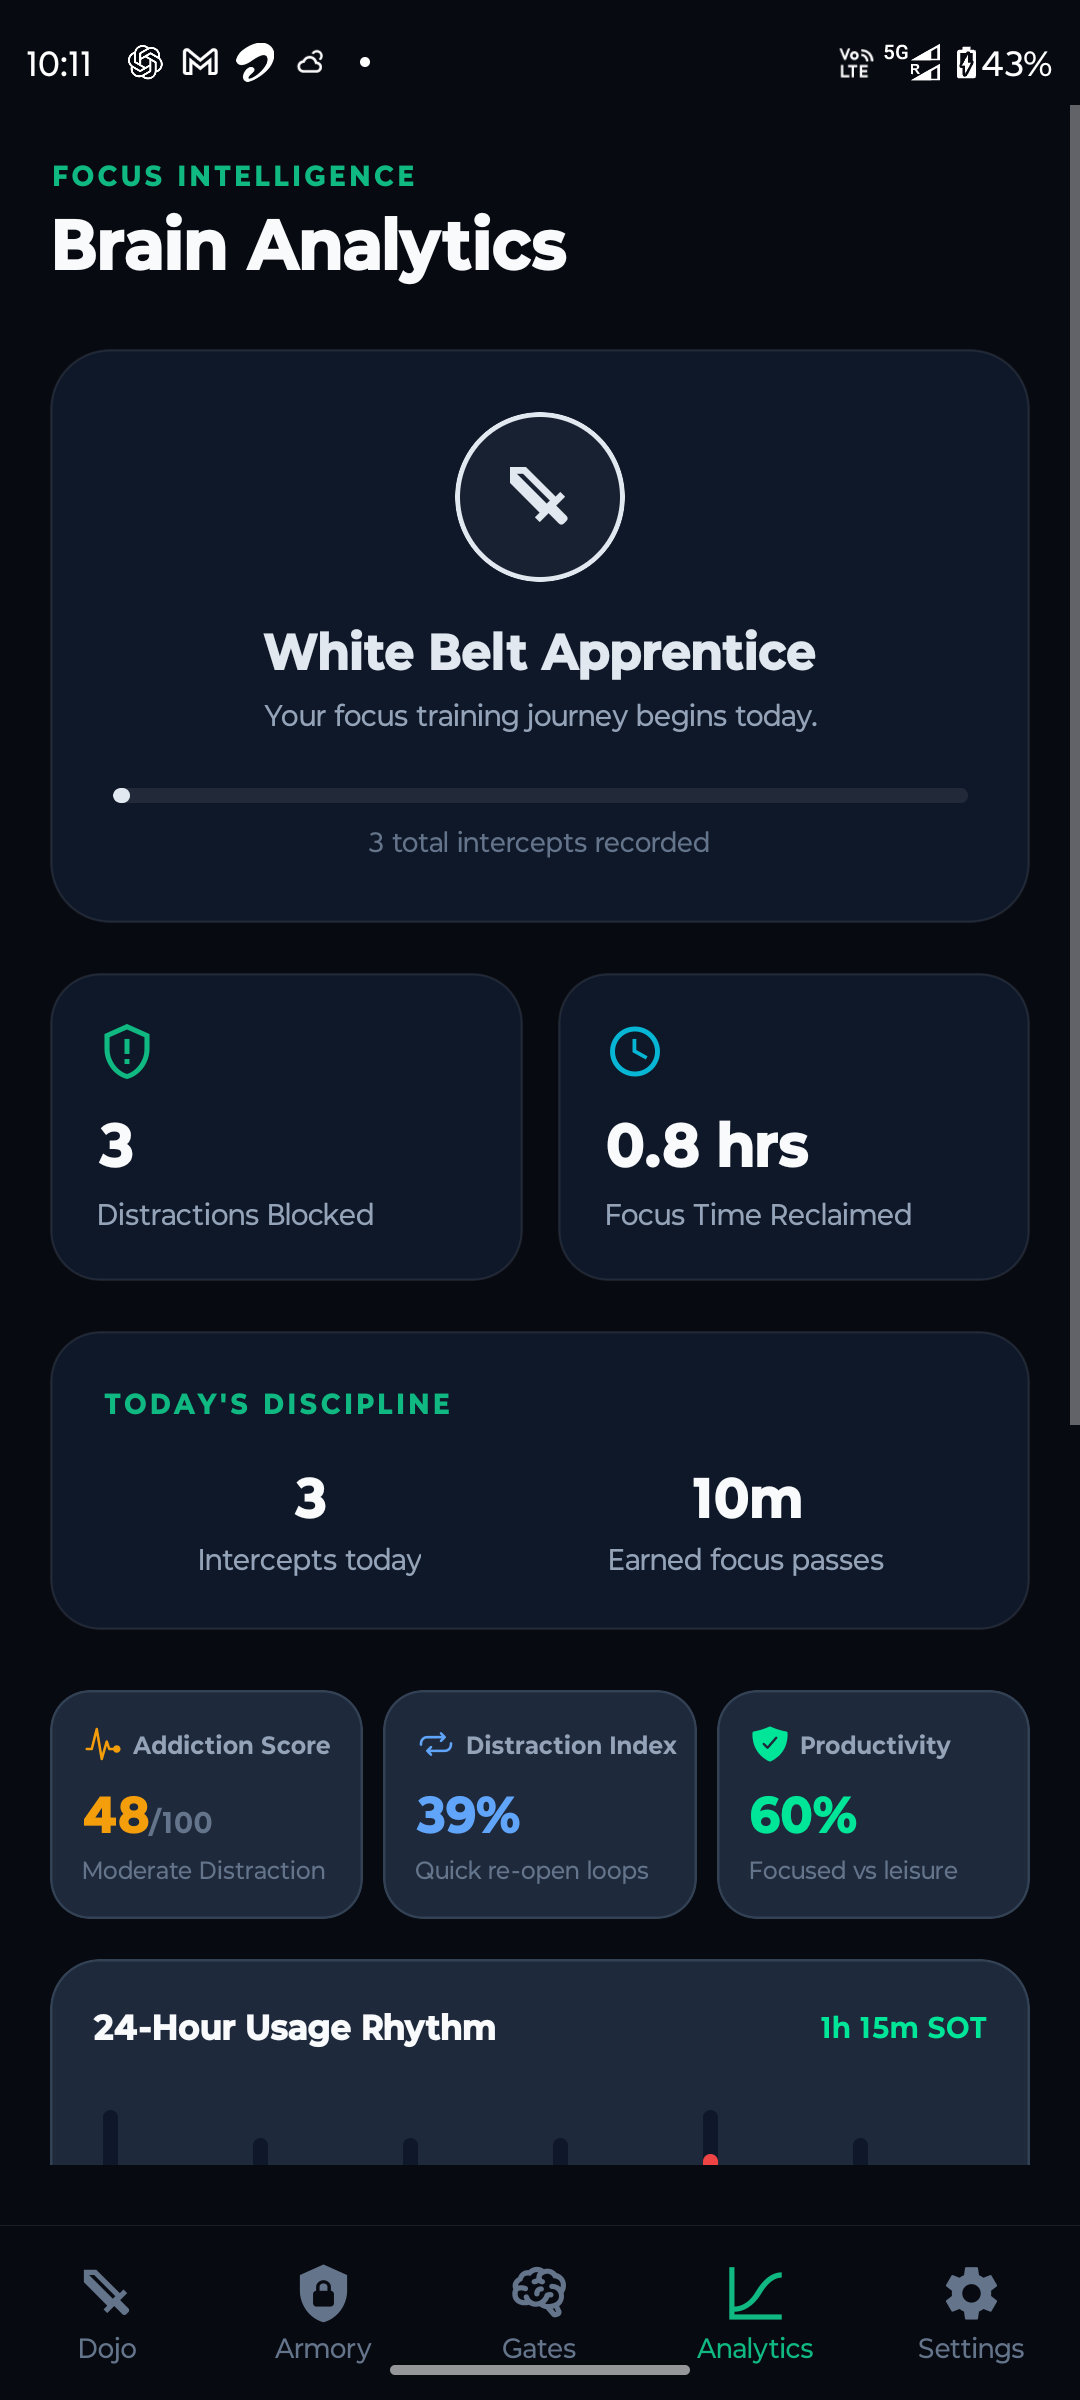 10:11
Vo LTE 5G R 43%
FOCUS INTELLIGENCE
Brain Analytics
White Belt Apprentice
Your focus training journey begins today.
3 total intercepts recorded
3
Distractions Blocked
0.8 hrs
Focus Time Reclaimed
TODAY'S DISCIPLINE
3
Intercepts today
10m
Earned focus passes
Addiction Score
48/100
Moderate Distraction
Distraction Index
39%
Quick re-open loops
Productivity
60%
Focused vs leisure
24-Hour Usage Rhythm
1h 15m SOT
Dojo
Armory
Gates
Analytics
Settings